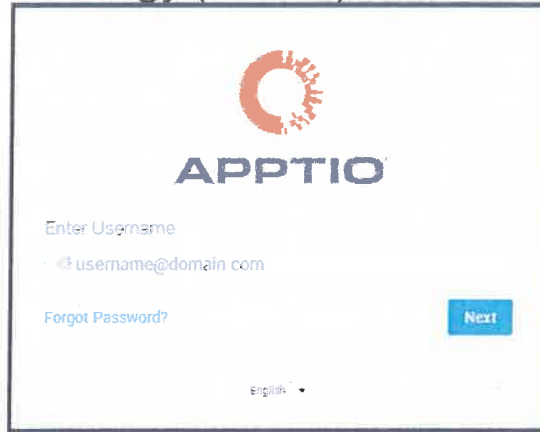 APPTIO
Enter Username
username@domain com
Forgot Password?
Next
English